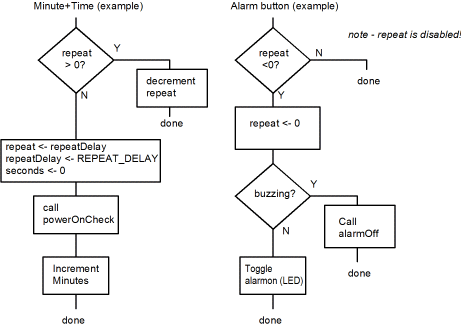 Minute+Time (example)
repeat
> 0?
Y
N
decrement
repeat
done
repeat <- repeatDelay
repeatDelay <- REPEAT_DELAY
seconds <- 0
call
powerOnCheck
Increment
Minutes
done
Alarm button (example)
note - repeat is disabled!
repeat
<0?
N
done
Y
repeat <- 0
buzzing?
Y
N
Call
alarmOff
done
Toggle
alarmon (LED)
done